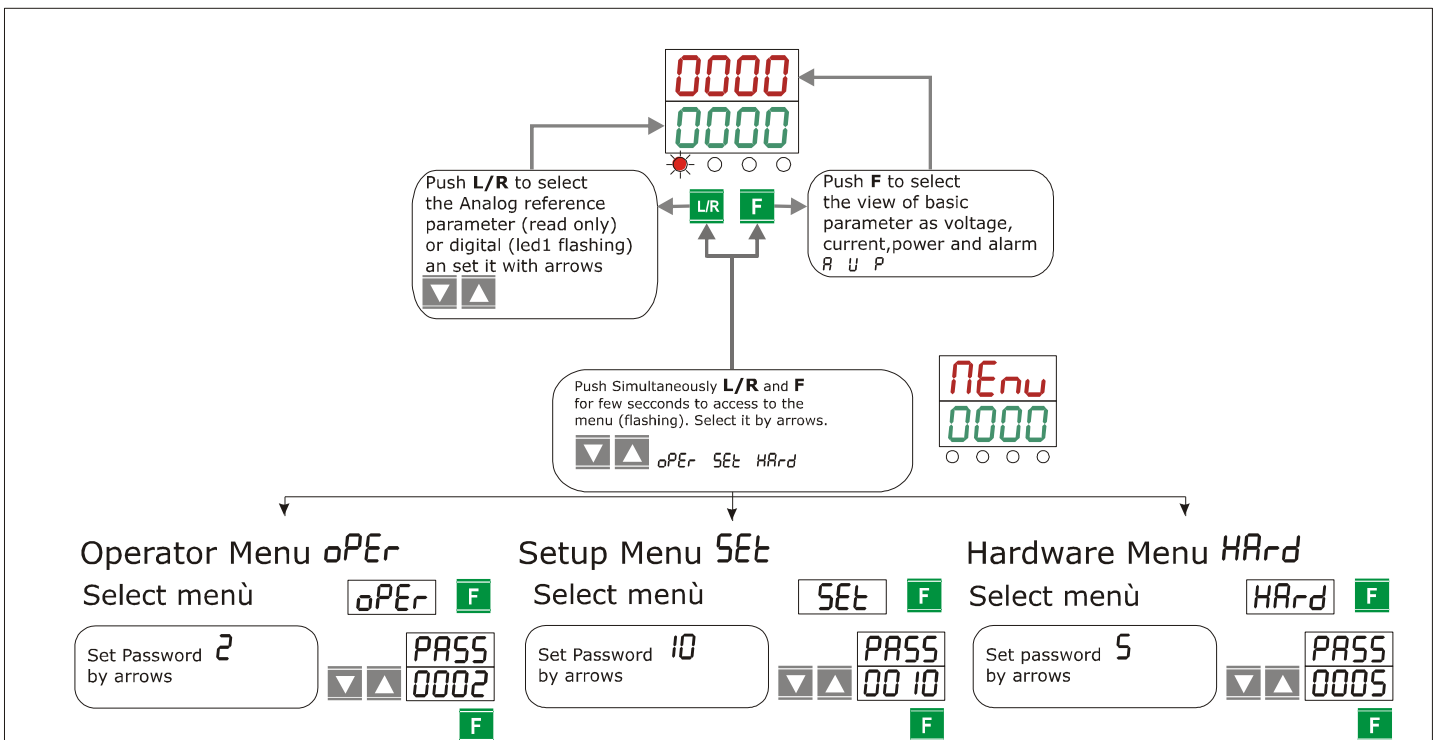 0000
0000
Push L/R to select
the Analog reference
parameter (read only)
or digital (led1 flashing)
an set it with arrows
L/R
F
Push F to select
the view of basic
parameter as voltage,
current,power and alarm
A U P
Push Simultaneously L/R and F
for few secconds to access to the
menu (flashing). Select it by arrows.
oPEr SEt HArd
MEnu
0000
Operator Menu oPEr
Select menù
oPEr
F
Set Password 2
by arrows
PASS
0002
F
Setup Menu SEt
Select menù
SEt
F
Set Password 10
by arrows
PASS
0010
F
Hardware Menu HArd
Select menù
HArd
F
Set password 5
by arrows
PASS
0005
F